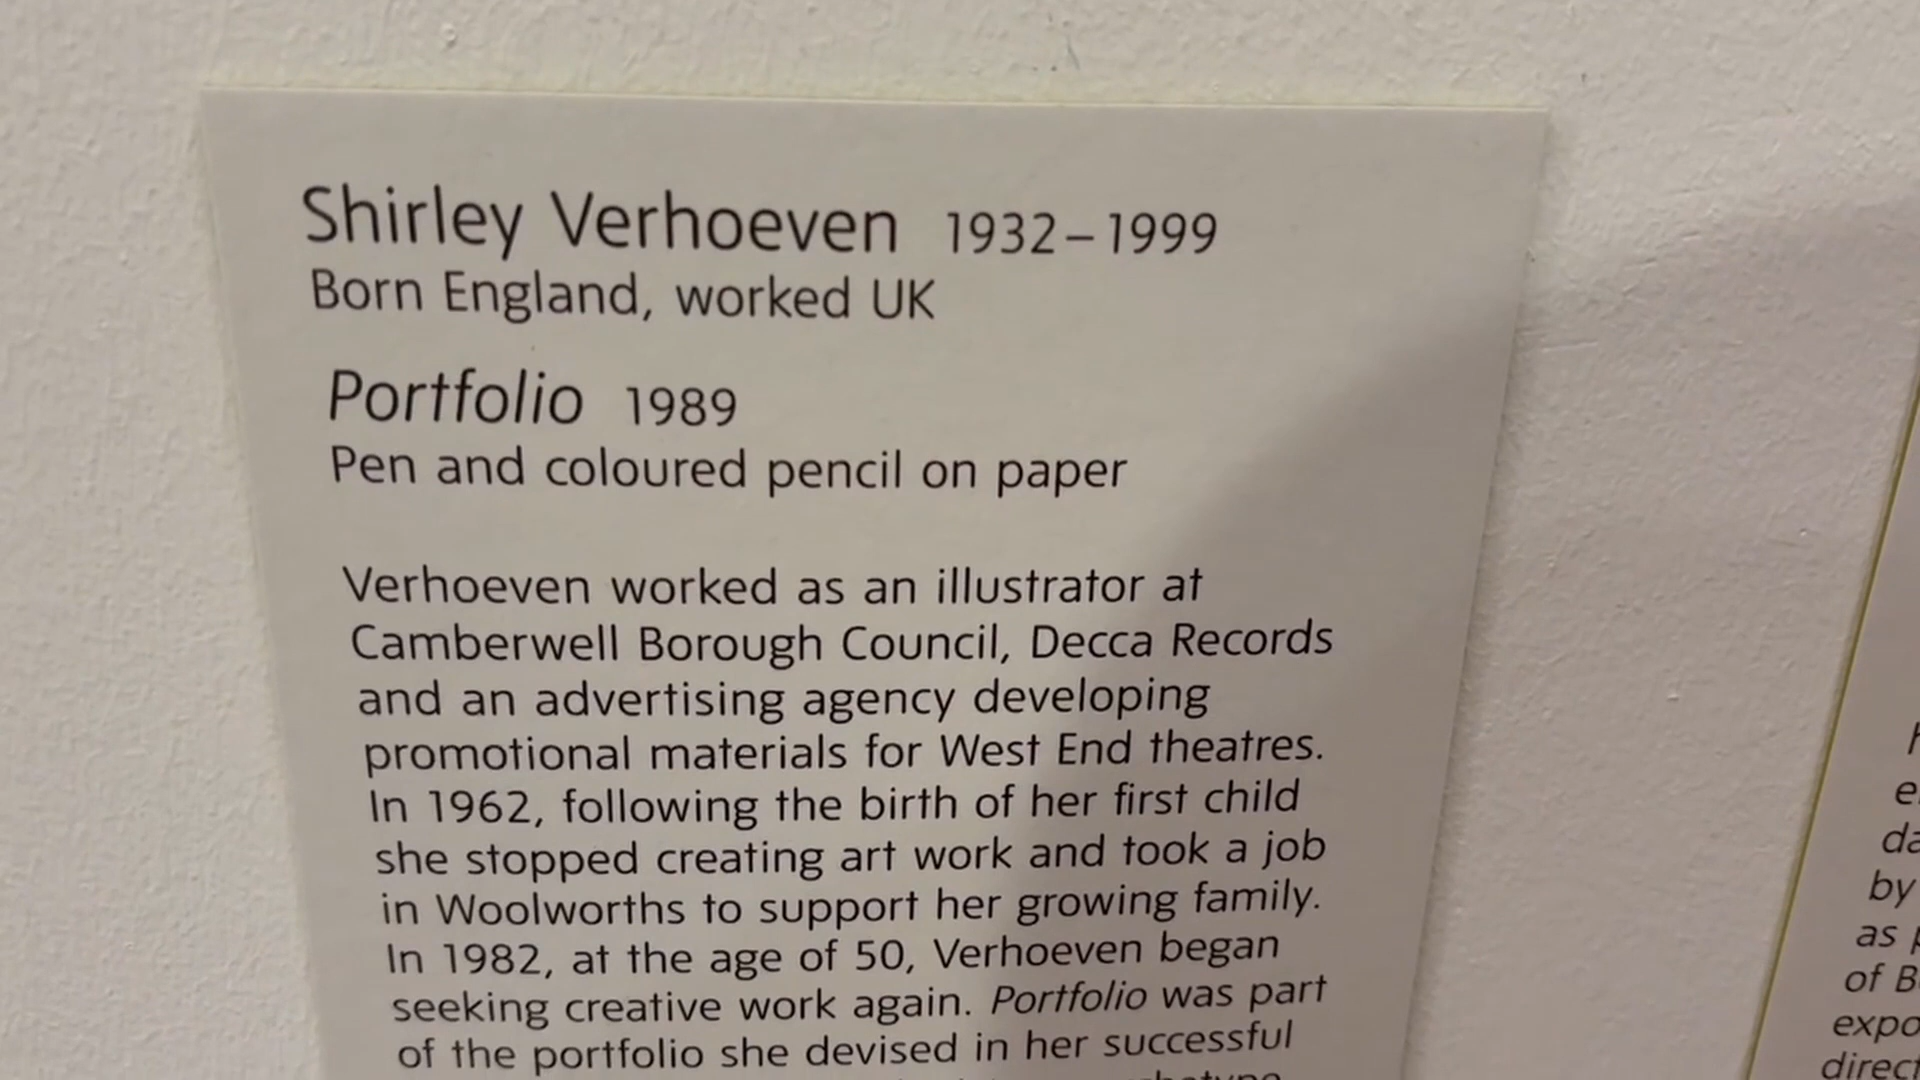 Shirley Verhoeven 1932–1999
Born England, worked UK
Portfolio 1989
Pen and coloured pencil on paper
Verhoeven worked as an illustrator at
Camberwell Borough Council, Decca Records
and an advertising agency developing
promotional materials for West End theatres.
In 1962, following the birth of her first child
she stopped creating art work and took a job
in Woolworths to support her growing family.
In 1982, at the age of 50, Verhoeven began
seeking creative work again. Portfolio was part
of the portfolio she devised in her successful
by
as
of